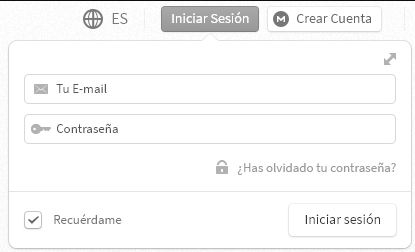 ES Iniciar Sesión M Crear Cuenta
Tu E-mail
Contraseña
¿Has olvidado tu contraseña?
Recuérdame Iniciar sesión